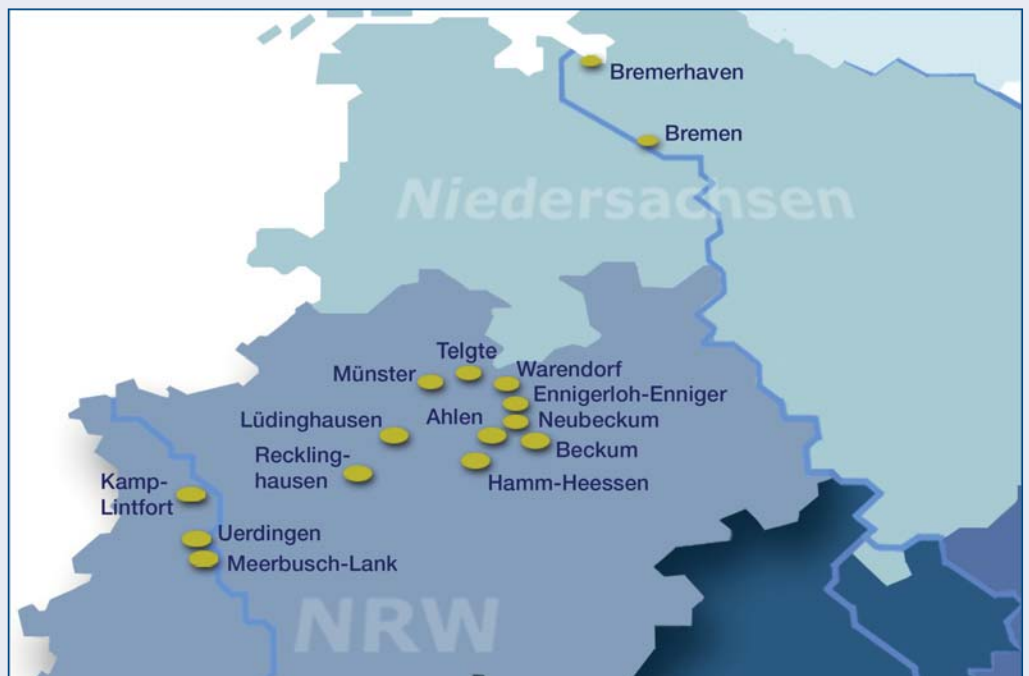 Bremerhaven
Bremen
Niedersachsen
Telgte
Münster
Warendorf
Ennigerloh-Enniger
Lüdinghausen
Ahlen
Neubeckum
Beckum
Reckling-
hausen
Hamm-Heessen
Kamp-
Lintfort
Uerdingen
Meerbusch-Lank
NRW